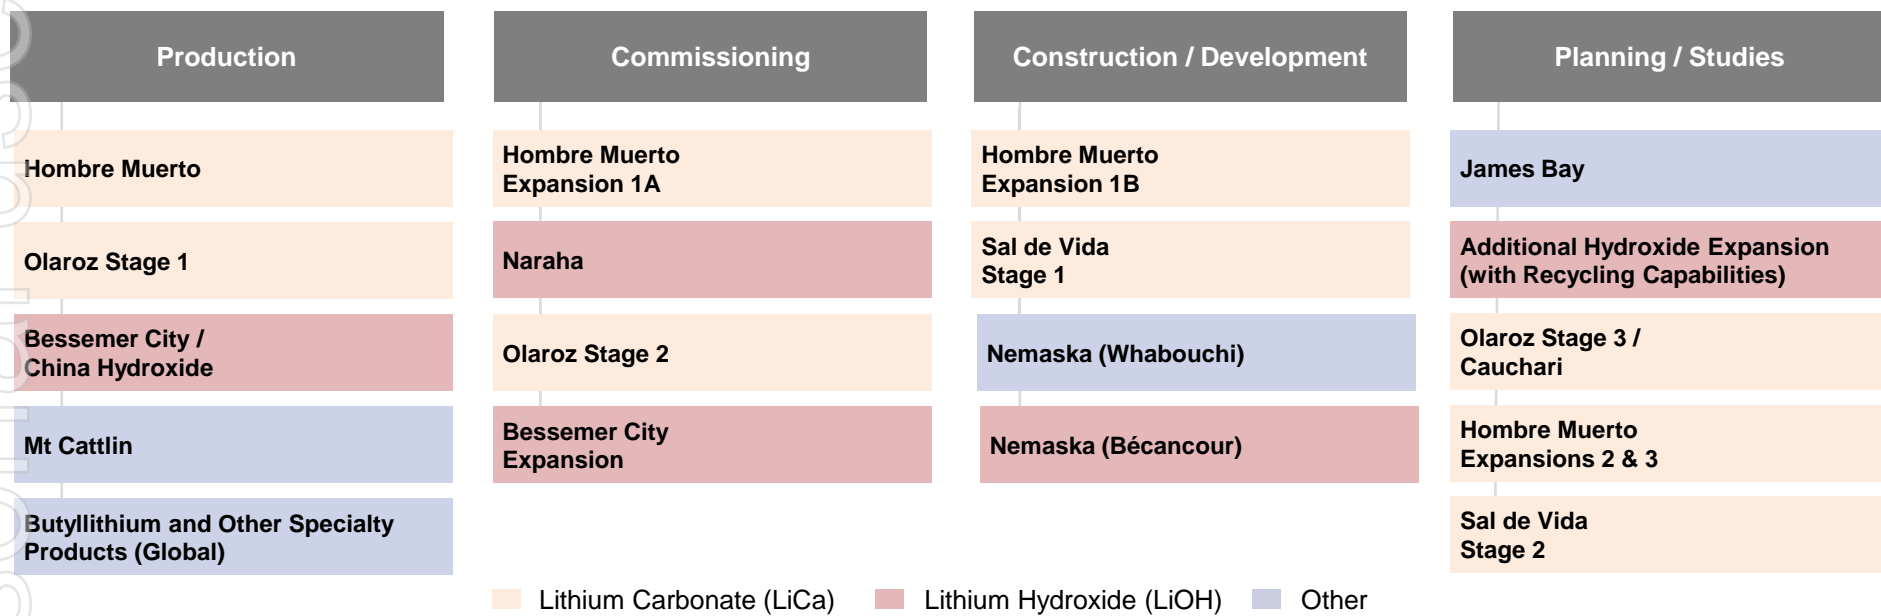 Production
Hombre Muerto
Olaroz Stage 1
Bessemer City /
China Hydroxide
Mt Cattlin
Butyllithium and Other Specialty
Products (Global)
Commissioning
Hombre Muerto
Expansion 1A
Naraha
Olaroz Stage 2
Bessemer City
Expansion
Construction / Development
Hombre Muerto
Expansion 1B
Sal de Vida
Stage 1
Nemaska (Whabouchi)
Nemaska (Bécancour)
Planning / Studies
James Bay
Additional Hydroxide Expansion
(with Recycling Capabilities)
Olaroz Stage 3 /
Cauchari
Hombre Muerto
Expansions 2 & 3
Sal de Vida
Stage 2
Lithium Carbonate (LiCa)
Lithium Hydroxide (LiOH)
Other